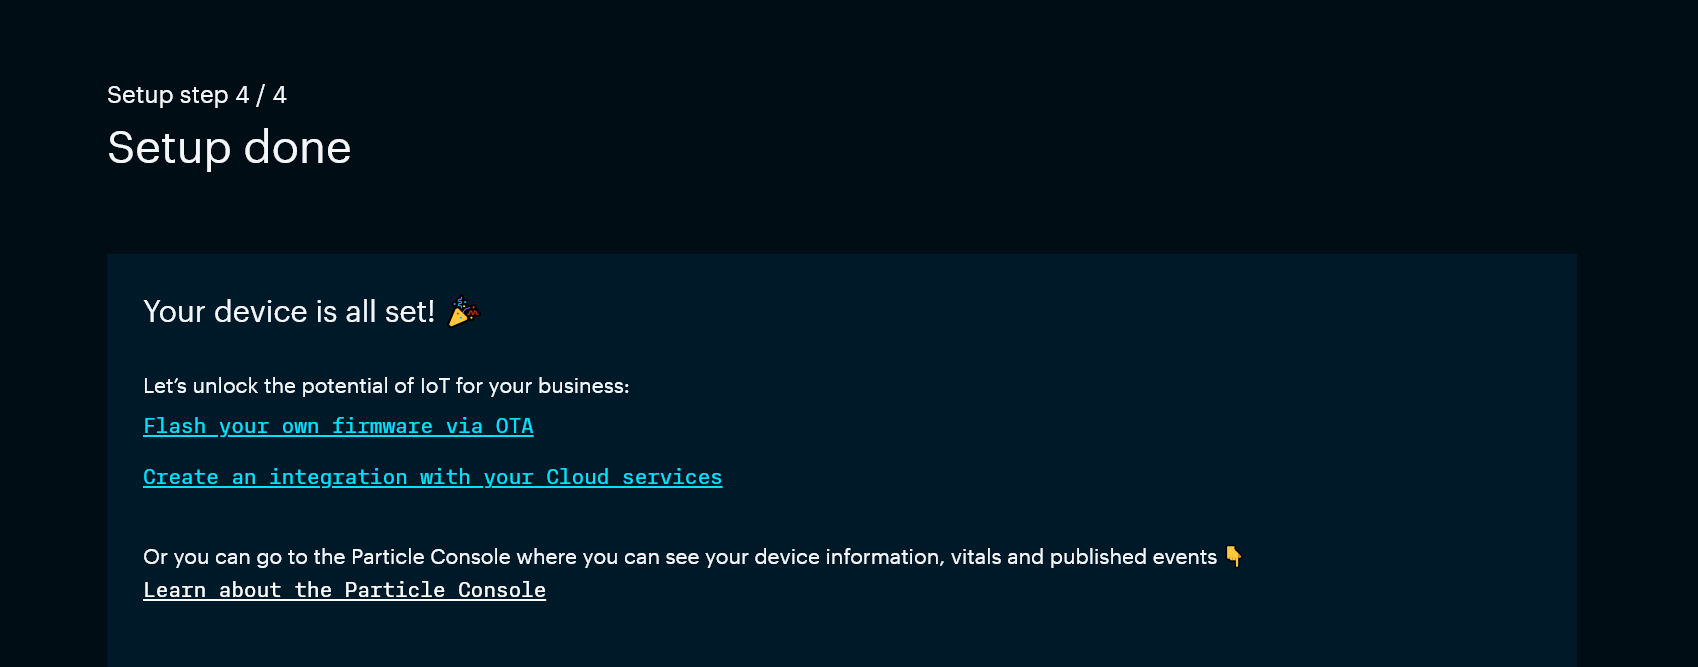 Setup step 4 / 4
Setup done
Your device is all set! 🎉
Let’s unlock the potential of IoT for your business:
Flash your own firmware via OTA
Create an integration with your Cloud services
Or you can go to the Particle Console where you can see your device information, vitals and published events 👇
Learn about the Particle Console